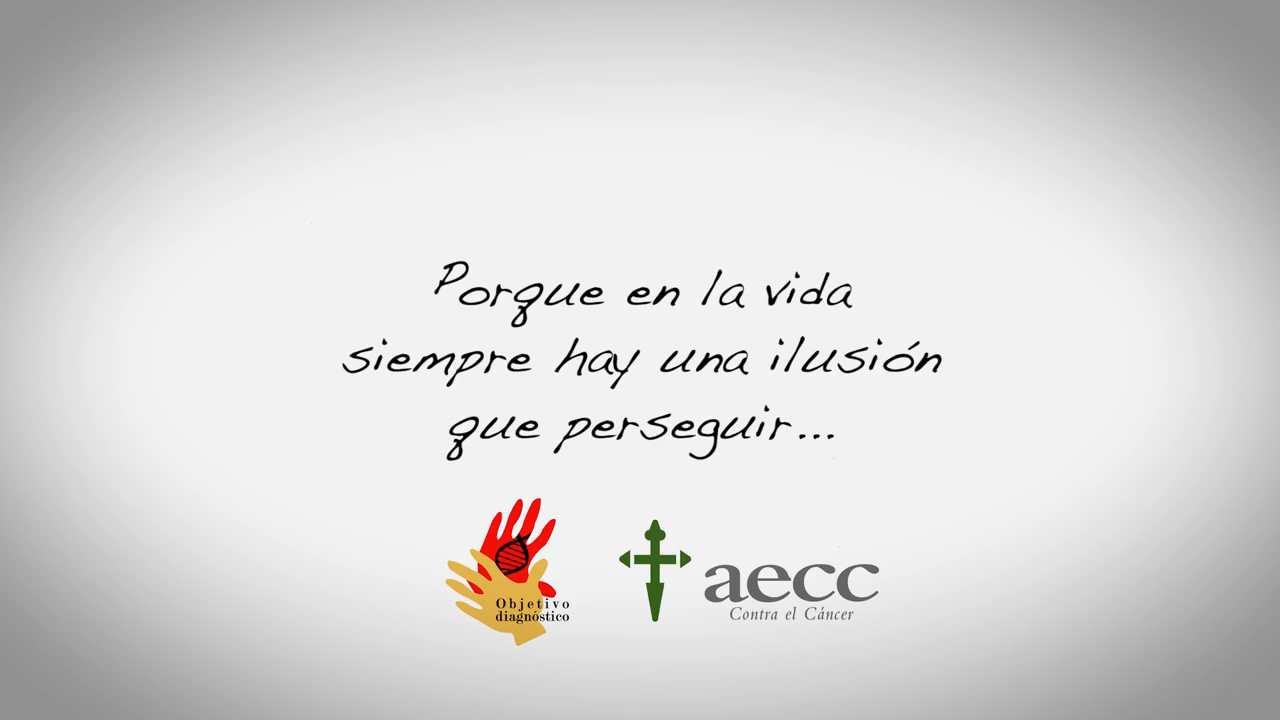 Porque en la vida
siempre hay una ilusión
que perseguir...
Objetivo
diagnóstico
aecc
Contra el Cáncer